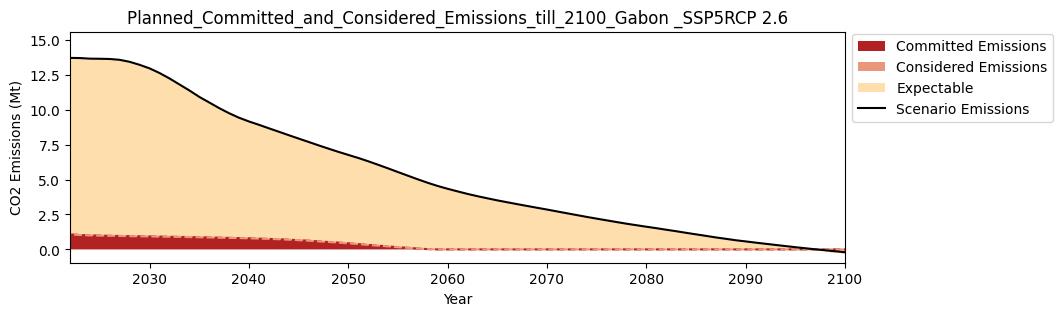 Planned_Committed_and_Considered_Emissions_till_2100_Gabon _SSP5RCP 2.6
15.0
12.5
10.0
7.5
5.0
2.5
0.0
CO2 Emissions (Mt)
2030 2040 2050 2060 2070 2080 2090 2100
Year
Committed Emissions
Considered Emissions
Expectable
Scenario Emissions